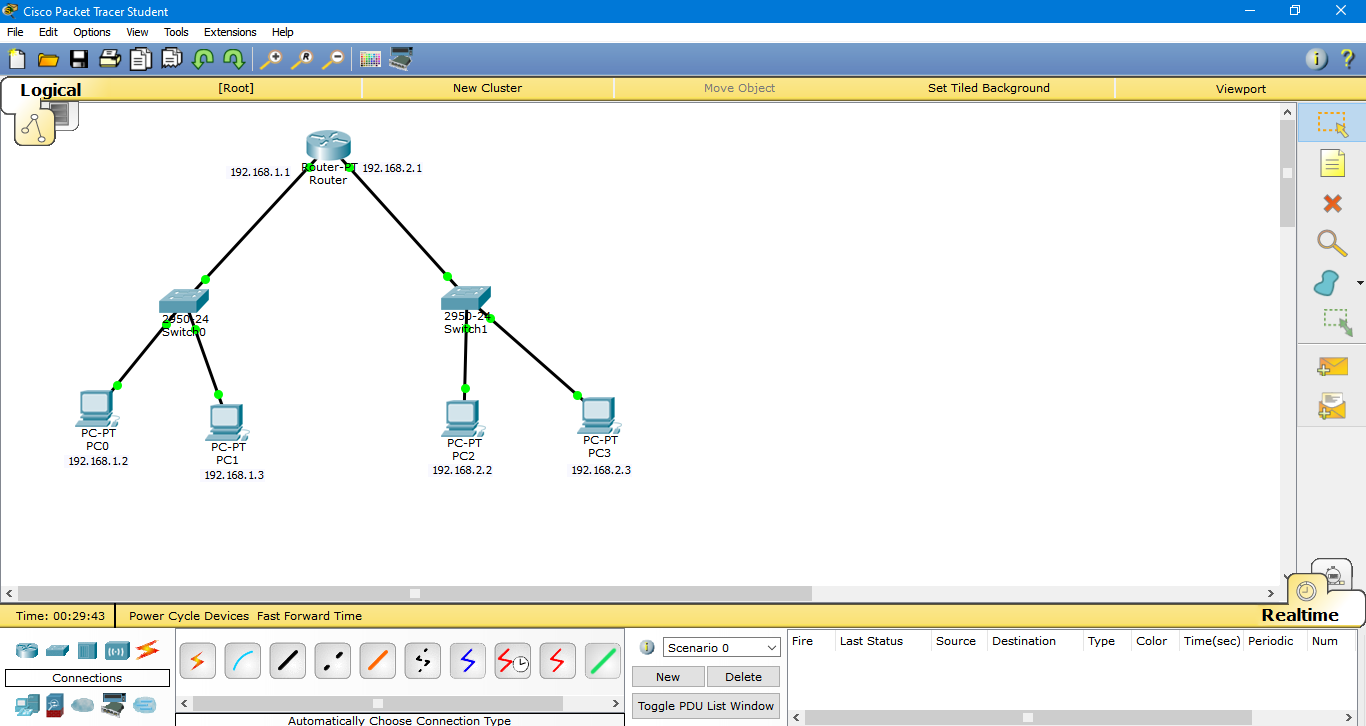 Cisco Packet Tracer Student
File Edit Options View Tools Extensions Help
Logical [Root] New Cluster Move Object Set Tiled Background Viewport
192.168.1.1 Router-PT 192.168.2.1
Router
2950-24
Switch0
2950-24
Switch1
PC-PT
PC0
192.168.1.2
PC-PT
PC1
192.168.1.3
PC-PT
PC2
192.168.2.2
PC-PT
PC3
192.168.2.3
Time: 00:29:43 Power Cycle Devices Fast Forward Time Realtime
Connections
Automatically Choose Connection Type
Scenario 0
New Delete
Toggle PDU List Window
Fire Last Status Source Destination Type Color Time(sec) Periodic Num